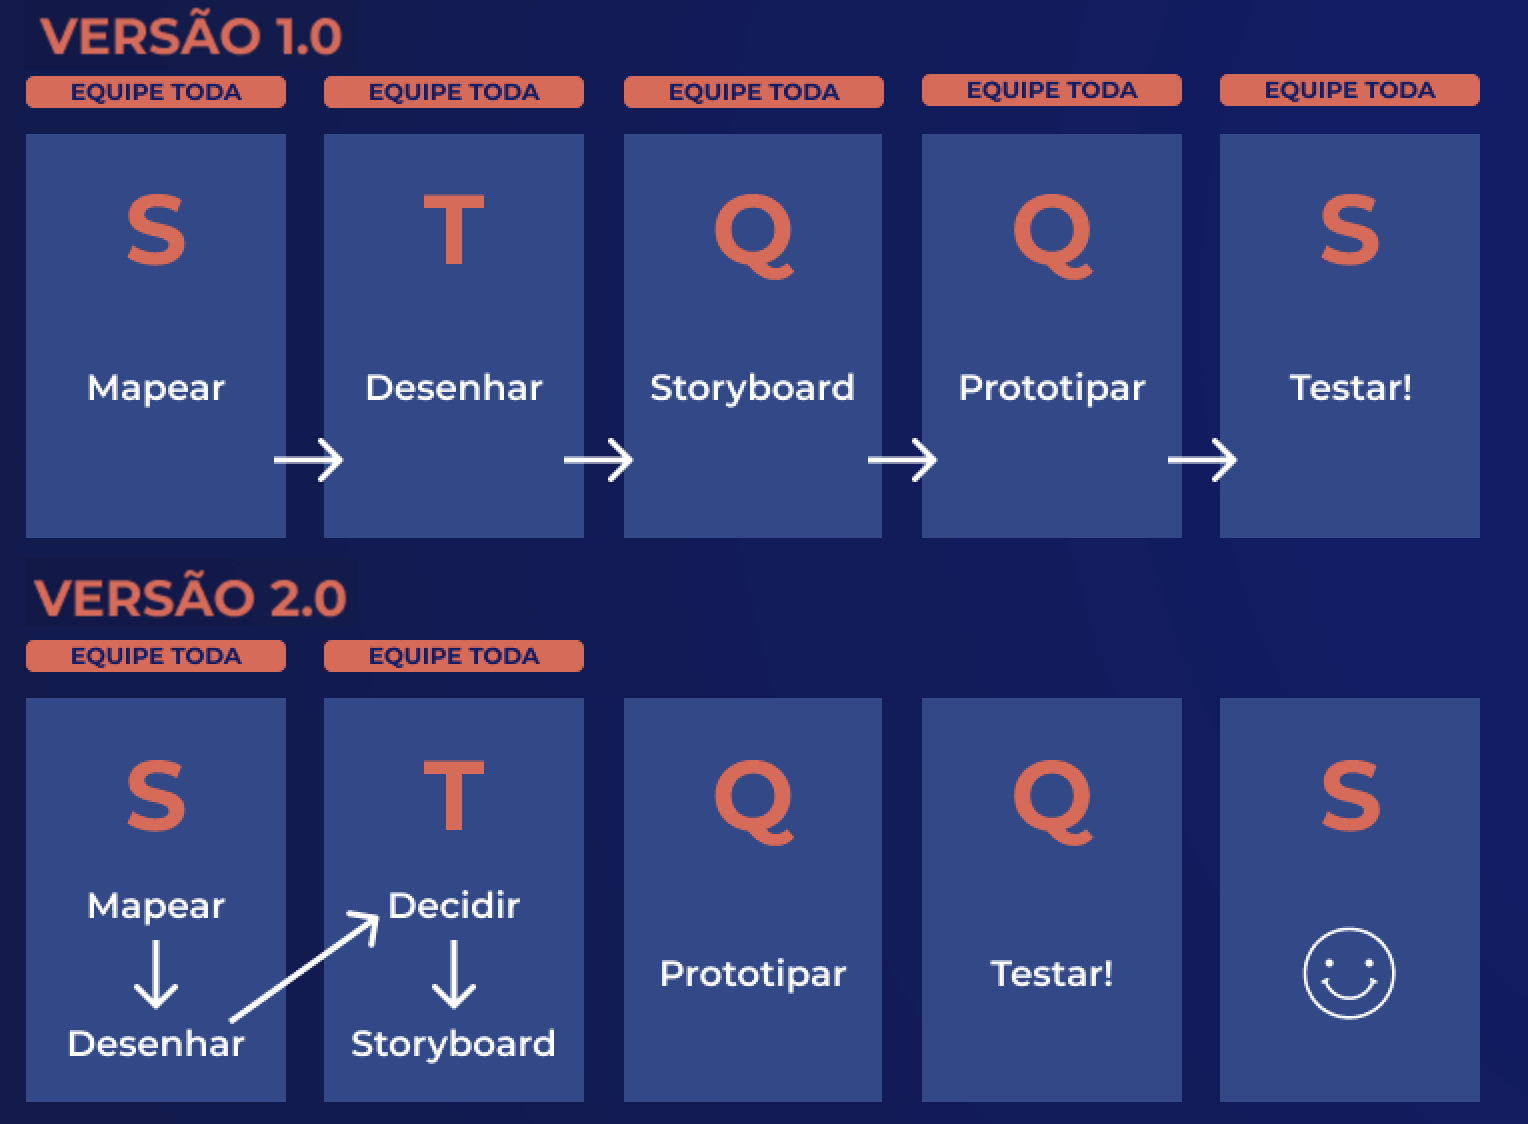 VERSÃO 1.0
EQUIPE TODA EQUIPE TODA EQUIPE TODA EQUIPE TODA EQUIPE TODA
S T Q Q S
Mapear Desenhar Storyboard Prototipar Testar!
VERSÃO 2.0
EQUIPE TODA EQUIPE TODA
S T Q Q S
Mapear Decidir
Prototipar Testar!
Desenhar Storyboard